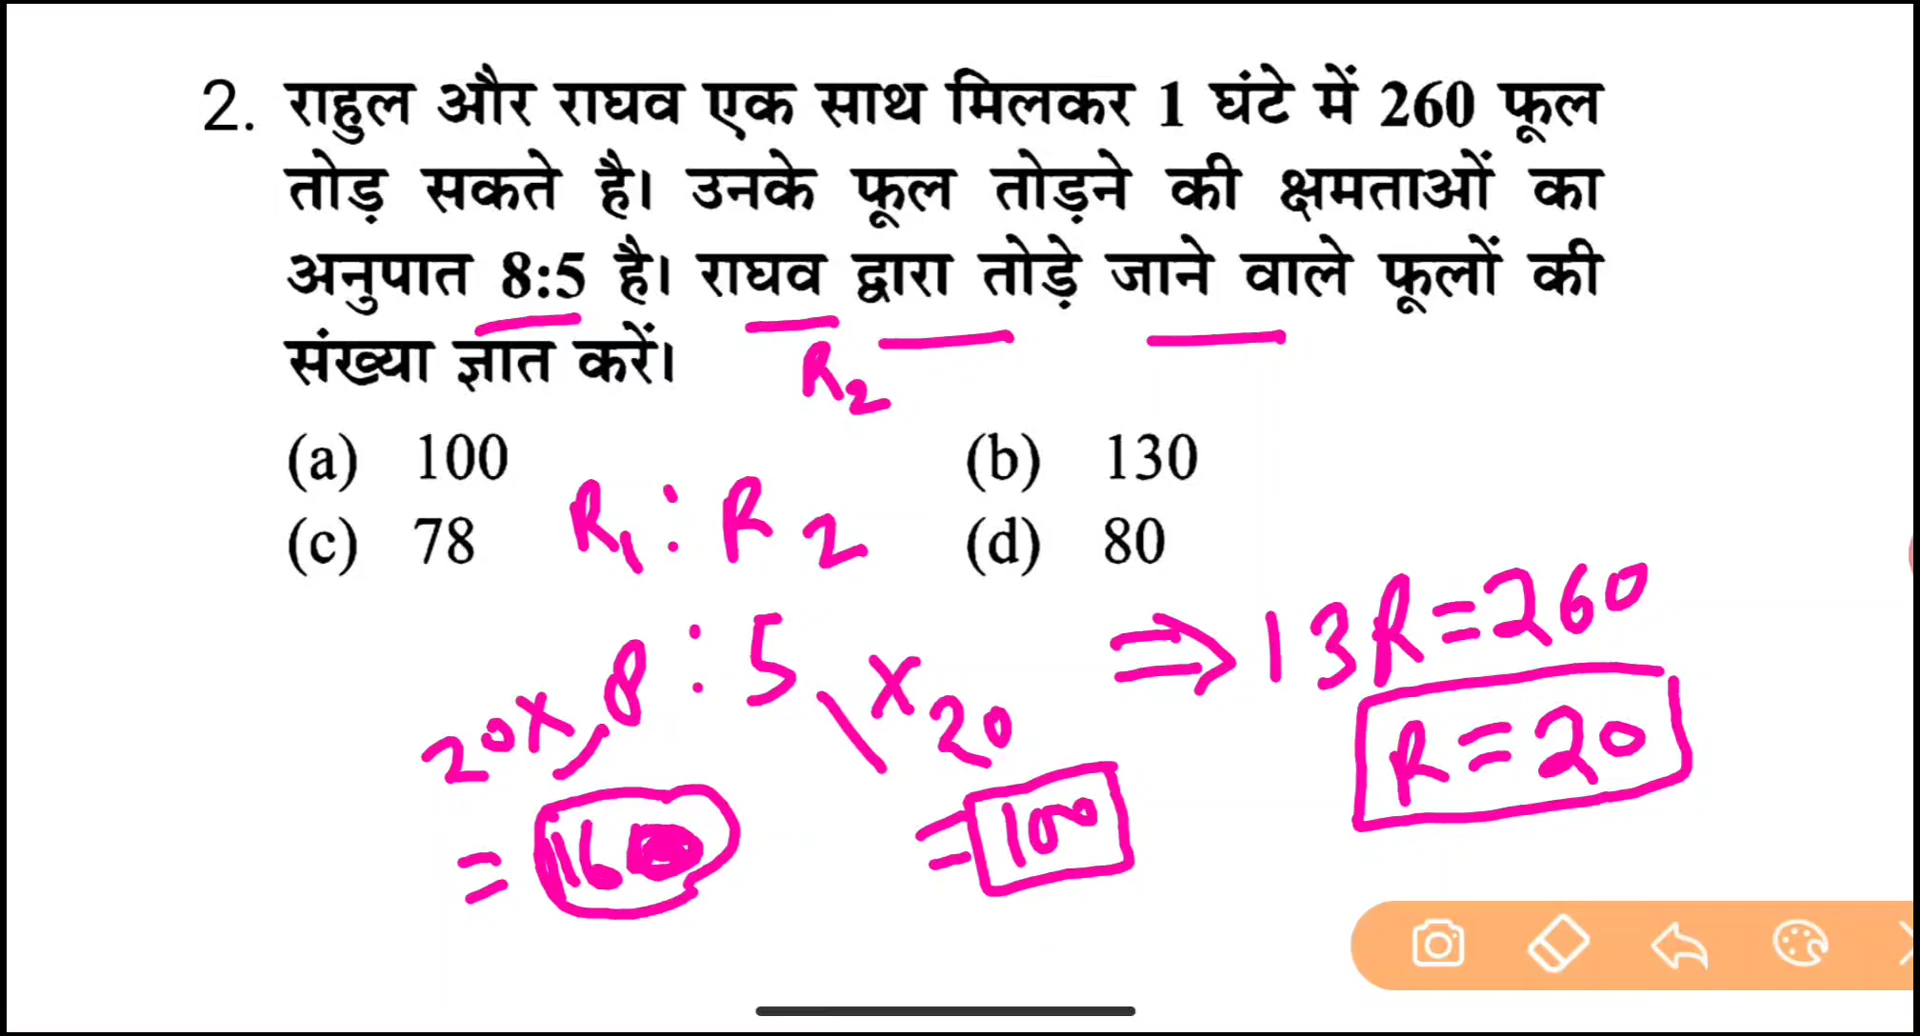 2. राहुल और राघव एक साथ मिलकर 1 घंटे में 260 फूल
तोड़ सकते है। उनके फूल तोड़ने की क्षमताओं का
अनुपात 8:5 है। राघव द्वारा तोड़े जाने वाले फूलों की
संख्या ज्ञात करें।
R2
(a) 100 (b) 130
(c) 78 (d) 80
R1 : R2
20x 8 : 5 x 20
⇒ 13R = 260
R = 20
= 160 = 100